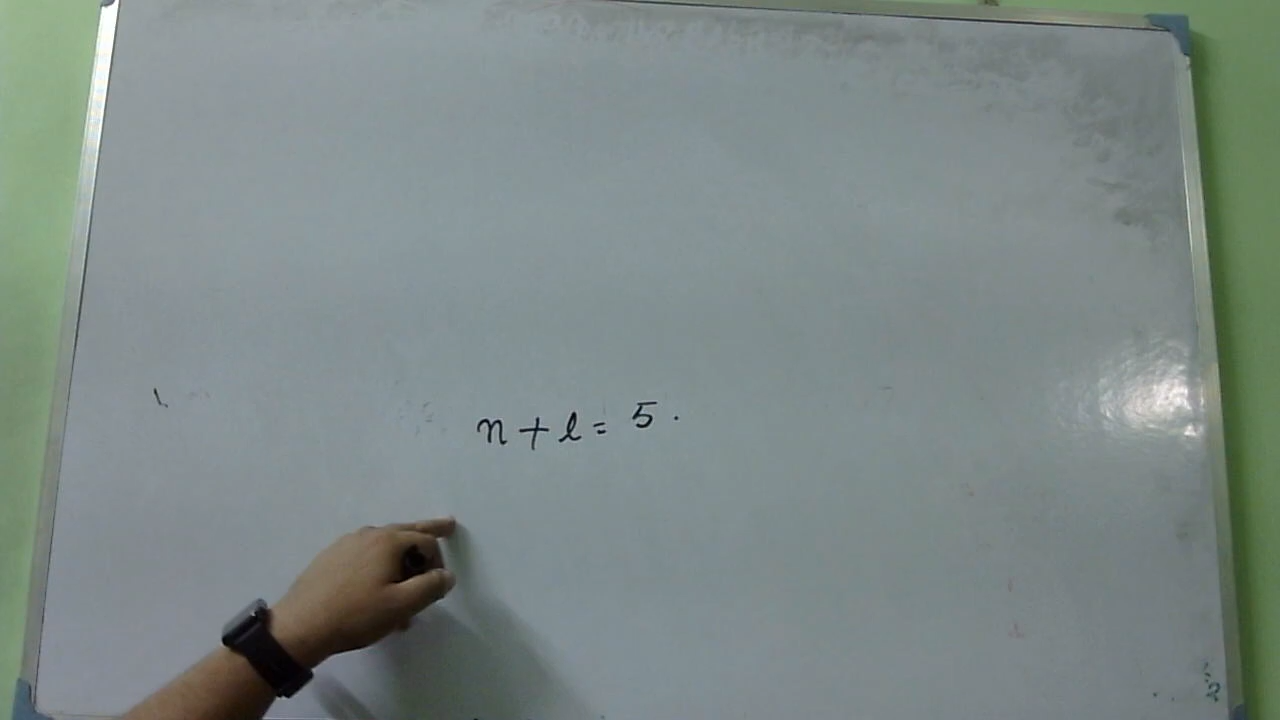 n + l = 5.